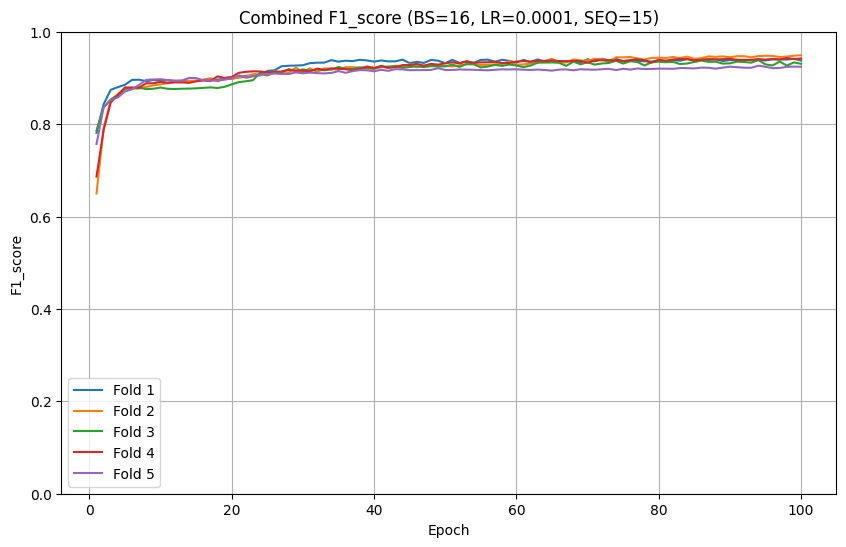 Combined F1_score (BS=16, LR=0.0001, SEQ=15)
1.0
0.8
0.6
0.4
0.2
0.0
F1_score
Fold 1
Fold 2
Fold 3
Fold 4
Fold 5
0 20 40 60 80 100
Epoch